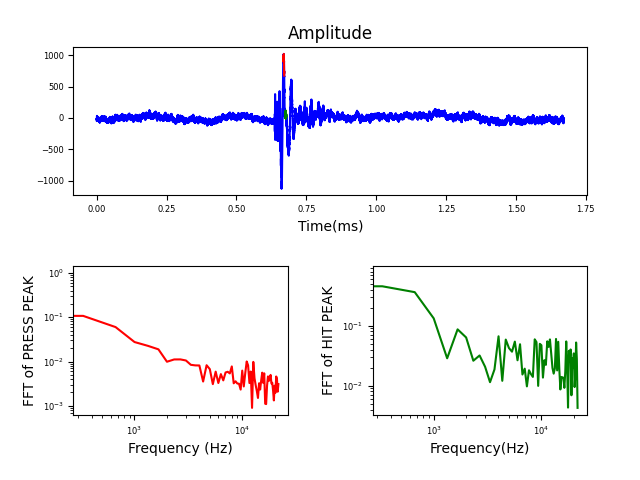 Amplitude
1000
500
0
−500
−1000
0.00 0.25 0.50 0.75 1.00 1.25 1.50 1.75
Time(ms)
FFT of PRESS PEAK
10⁰
10⁻¹
10⁻²
10⁻³
10³ 10⁴
Frequency (Hz)
FFT of HIT PEAK
10⁻¹
10⁻²
10³ 10⁴
Frequency(Hz)